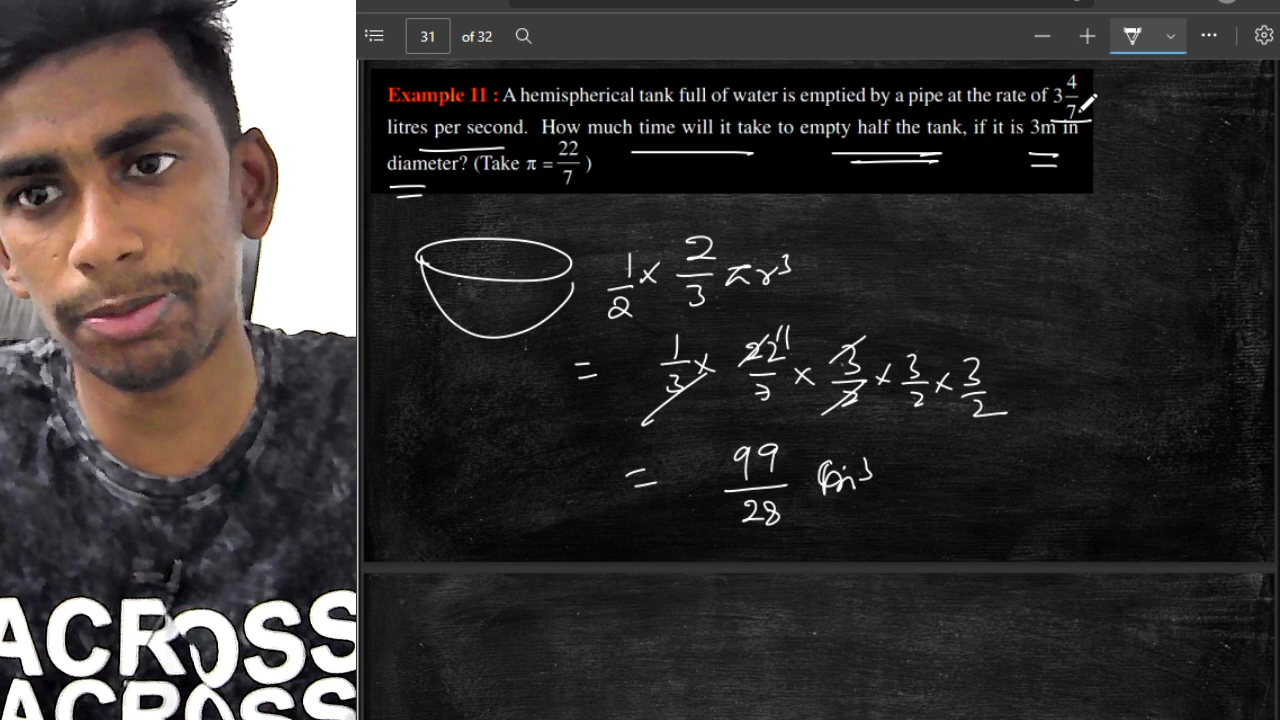 31 of 32
Example 11 : A hemispherical tank full of water is emptied by a pipe at the rate of 3 4/7
litres per second. How much time will it take to empty half the tank, if it is 3m in
diameter? (Take π = 22/7 )
1/2 × 2/3 πr³
= 1/3 × 22/7 × 3/2 × 3/2 × 3/2
11
= 99/28 m³
ACROSS
ACROSS